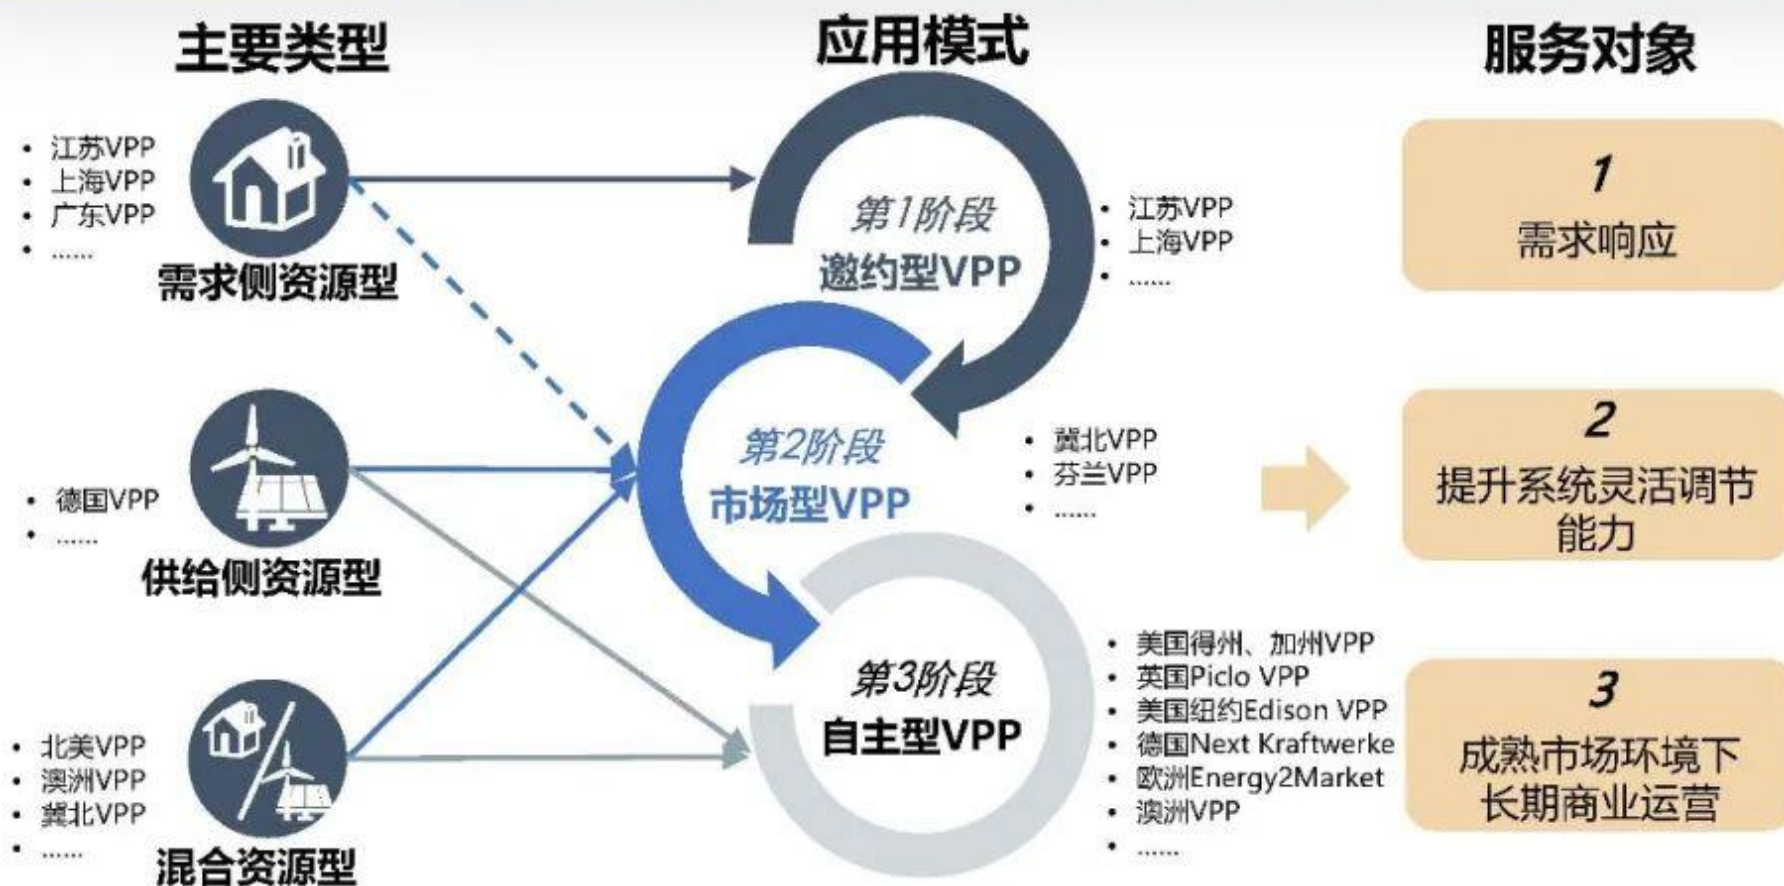 主要类型
应用模式
服务对象
• 江苏VPP
• 上海VPP
• 广东VPP
• ......
需求侧资源型
• 德国VPP
• ......
供给侧资源型
• 北美VPP
• 澳洲VPP
• 冀北VPP
• ......
混合资源型
第1阶段
邀约型VPP
• 江苏VPP
• 上海VPP
• ......
第2阶段
市场型VPP
• 冀北VPP
• 芬兰VPP
• ......
第3阶段
自主型VPP
• 美国得州、加州VPP
• 英国Piclo VPP
• 美国纽约Edison VPP
• 德国Next Kraftwerke
• 欧洲Energy2Market
• 澳洲VPP
• ......
1
需求响应
2
提升系统灵活调节
能力
3
成熟市场环境下
长期商业运营